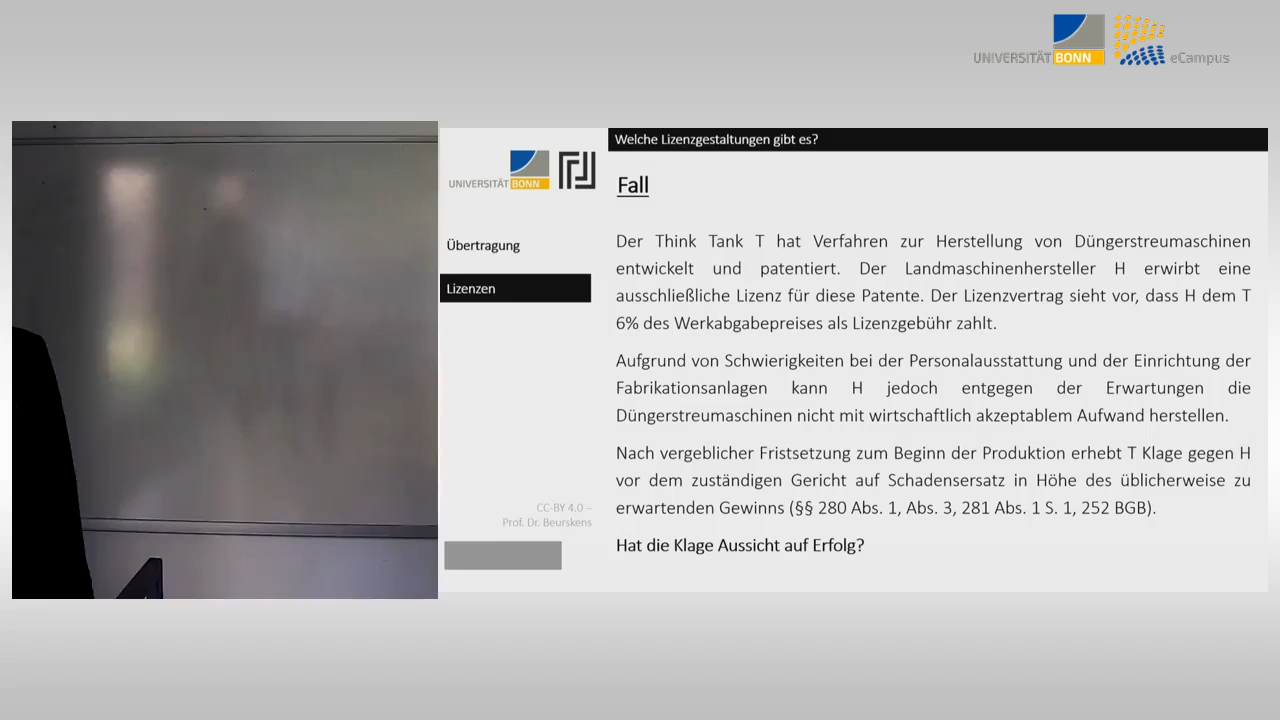 UNIVERSITÄT BONN
eCampus
Welche Lizenzgestaltungen gibt es?
UNIVERSITÄT BONN
Übertragung
Lizenzen
CC-BY 4.0 –
Prof. Dr. Beurskens
Fall
Der Think Tank T hat Verfahren zur Herstellung von Düngerstreumaschinen
entwickelt und patentiert. Der Landmaschinenhersteller H erwirbt eine
ausschließliche Lizenz für diese Patente. Der Lizenzvertrag sieht vor, dass H dem T
6% des Werkabgabepreises als Lizenzgebühr zahlt.
Aufgrund von Schwierigkeiten bei der Personalausstattung und der Einrichtung der
Fabrikationsanlagen kann H jedoch entgegen der Erwartungen die
Düngerstreumaschinen nicht mit wirtschaftlich akzeptablem Aufwand herstellen.
Nach vergeblicher Fristsetzung zum Beginn der Produktion erhebt T Klage gegen H
vor dem zuständigen Gericht auf Schadensersatz in Höhe des üblicherweise zu
erwartenden Gewinns (§§ 280 Abs. 1, Abs. 3, 281 Abs. 1 S. 1, 252 BGB).
Hat die Klage Aussicht auf Erfolg?